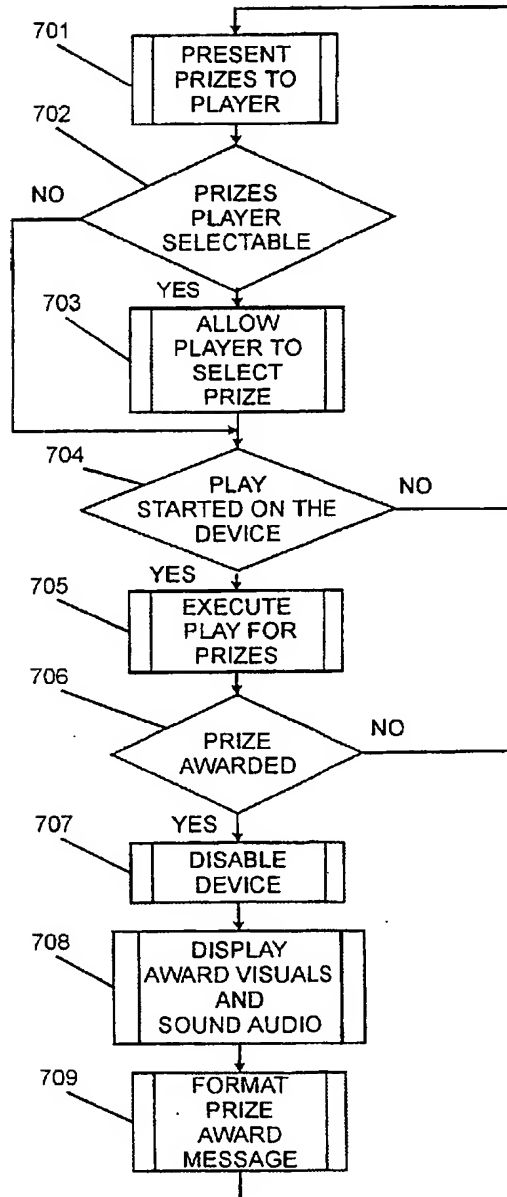 701
PRESENT
PRIZES TO
PLAYER
702
NO
PRIZES
PLAYER
SELECTABLE
YES
703
ALLOW
PLAYER TO
SELECT
PRIZE
704
PLAY
STARTED ON THE
DEVICE
NO
YES
705
EXECUTE
PLAY FOR
PRIZES
706
PRIZE
AWARDED
NO
YES
707
DISABLE
DEVICE
708
DISPLAY
AWARD VISUALS
AND
SOUND AUDIO
709
FORMAT
PRIZE
AWARD
MESSAGE